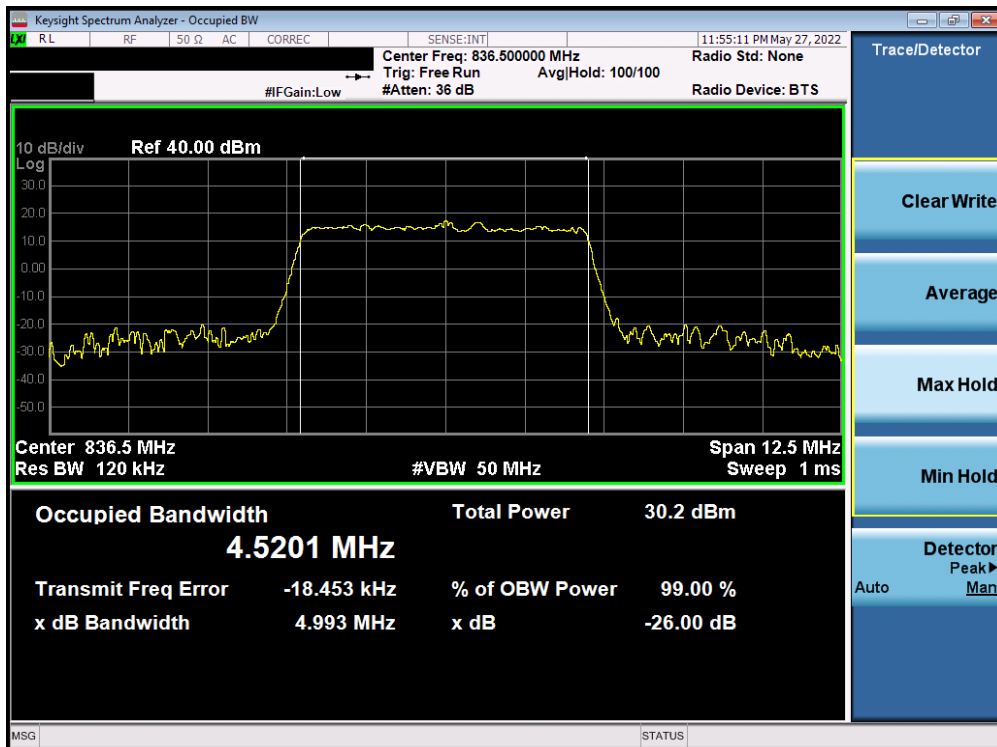 Keysight Spectrum Analyzer - Occupied BW
LXI RL RF 50 Ω AC CORREC SENSE:INT 11:55:11 PM May 27, 2022
Center Freq: 836.500000 MHz Radio Std: None
Trig: Free Run Avg|Hold: 100/100
#IFGain:Low #Atten: 36 dB Radio Device: BTS
Trace/Detector
10 dB/div Ref 40.00 dBm
Log
30.0
20.0
10.0
0.00
-10.0
-20.0
-30.0
-40.0
-50.0
Center 836.5 MHz Span 12.5 MHz
Res BW 120 kHz #VBW 50 MHz Sweep 1 ms
Occupied Bandwidth Total Power 30.2 dBm
4.5201 MHz
Transmit Freq Error -18.453 kHz % of OBW Power 99.00 %
x dB Bandwidth 4.993 MHz x dB -26.00 dB
Clear Write
Average
Max Hold
Min Hold
Detector
Peak▶
Auto Man
MSG STATUS